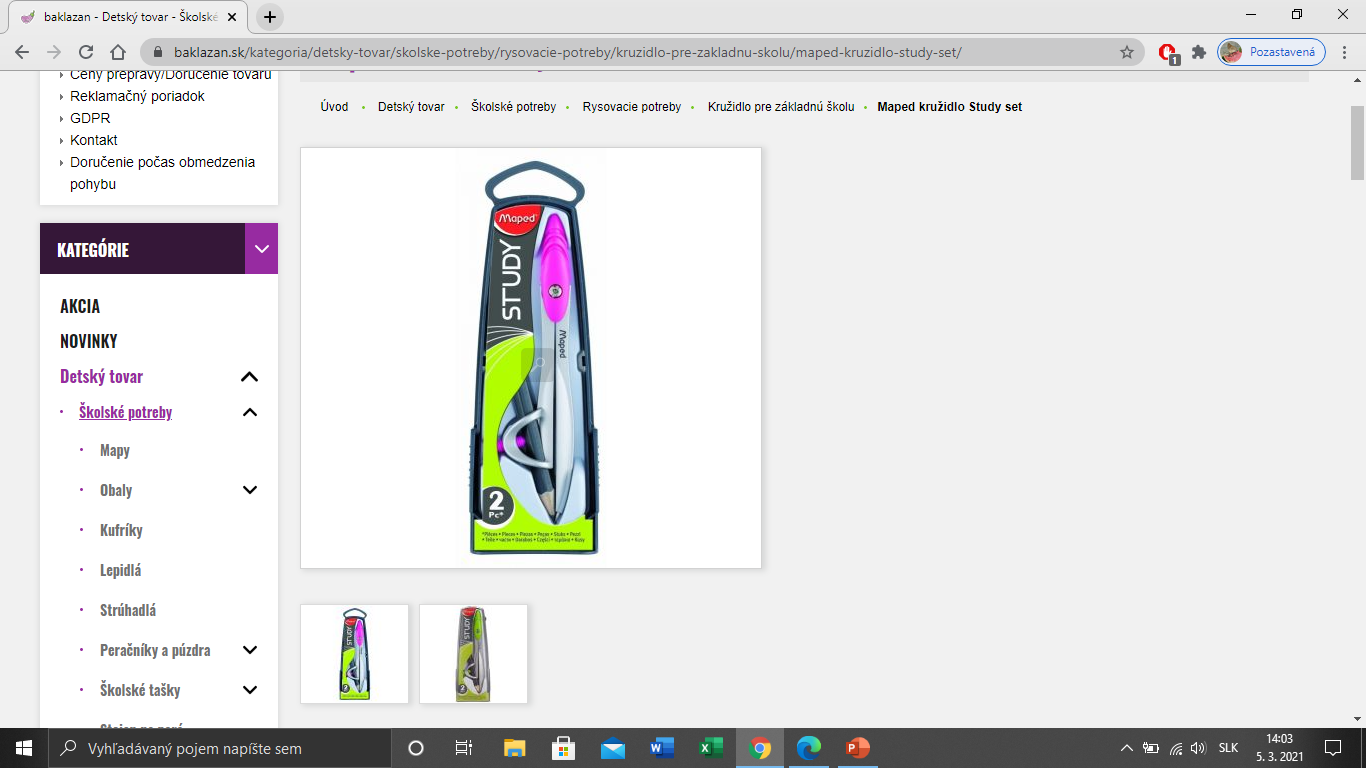 baklazan - Detský tovar - Školské
baklazan.sk/kategoria/detsky-tovar/skolske-potreby/rysovacie-potreby/kruzidlo-pre-zakladnu-skolu/maped-kruzidlo-study-set/
1
Pozastavená
Ceny prepravy/Doručenie tovaru
Reklamačný poriadok
GDPR
Kontakt
Doručenie počas obmedzenia
pohybu
KATEGÓRIE
AKCIA
NOVINKY
Detský tovar
Školské potreby
Mapy
Obaly
Kufríky
Lepidlá
Strúhadlá
Peračníky a púzdra
Školské tašky
Úvod • Detský tovar • Školské potreby • Rysovacie potreby • Kružidlo pre základnú školu • Maped kružidlo Study set
Maped
STUDY
Maped
2
Pc*
Vyhľadávaný pojem napíšte sem
SLK
14:03
5. 3. 2021